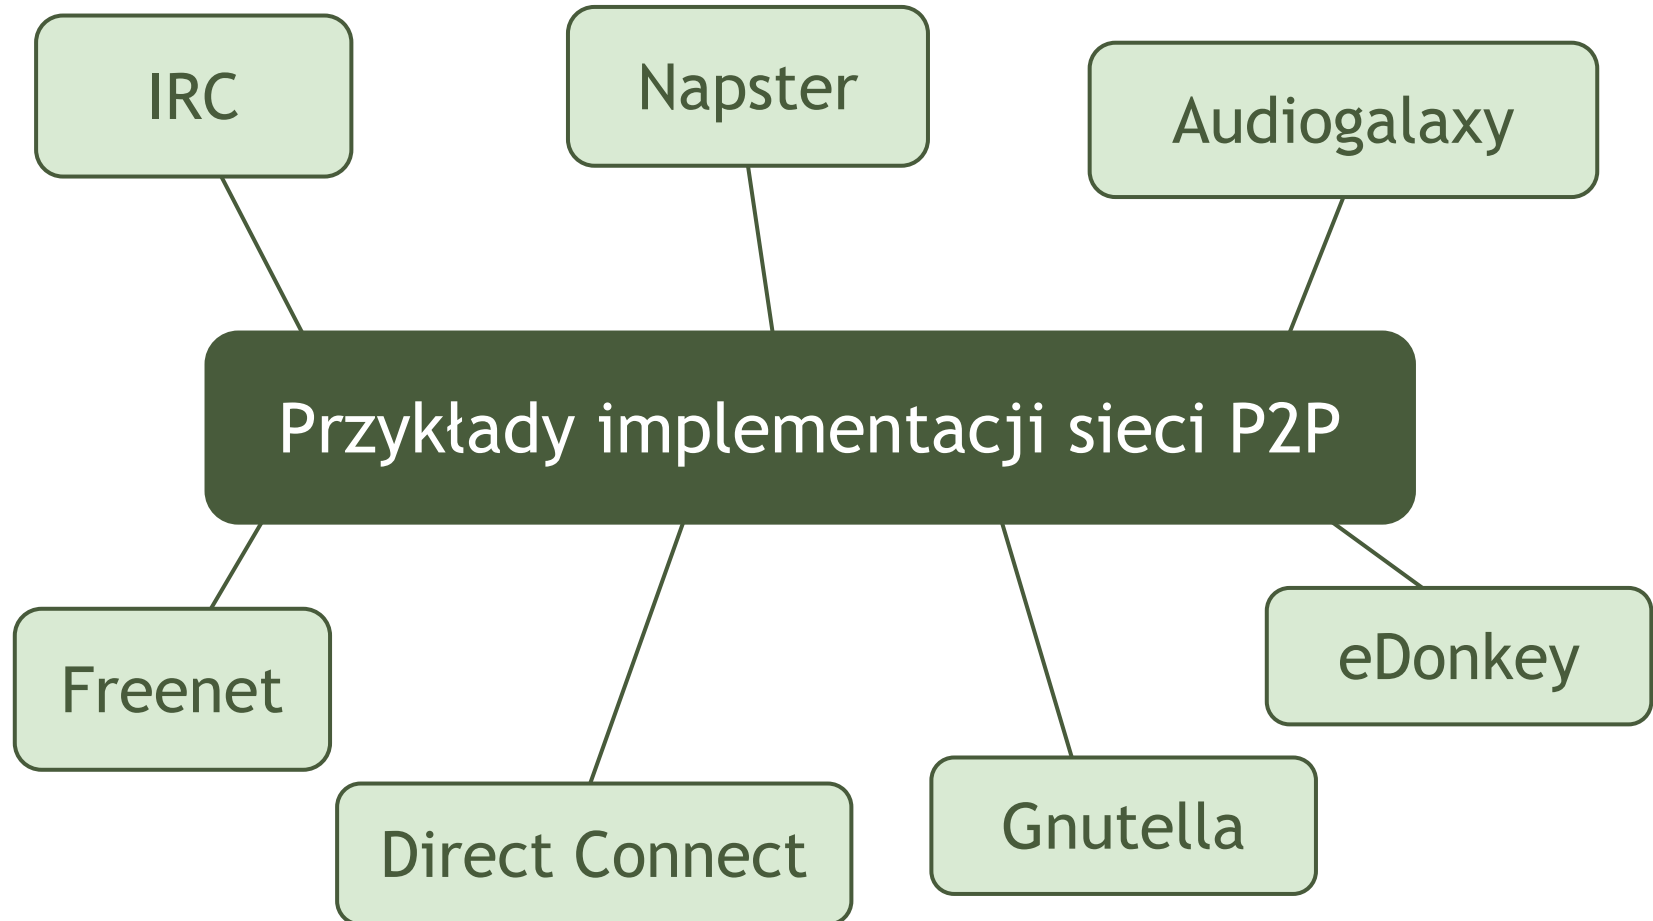 IRC
Napster
Audiogalaxy
Przykłady implementacji sieci P2P
Freenet
eDonkey
Direct Connect
Gnutella